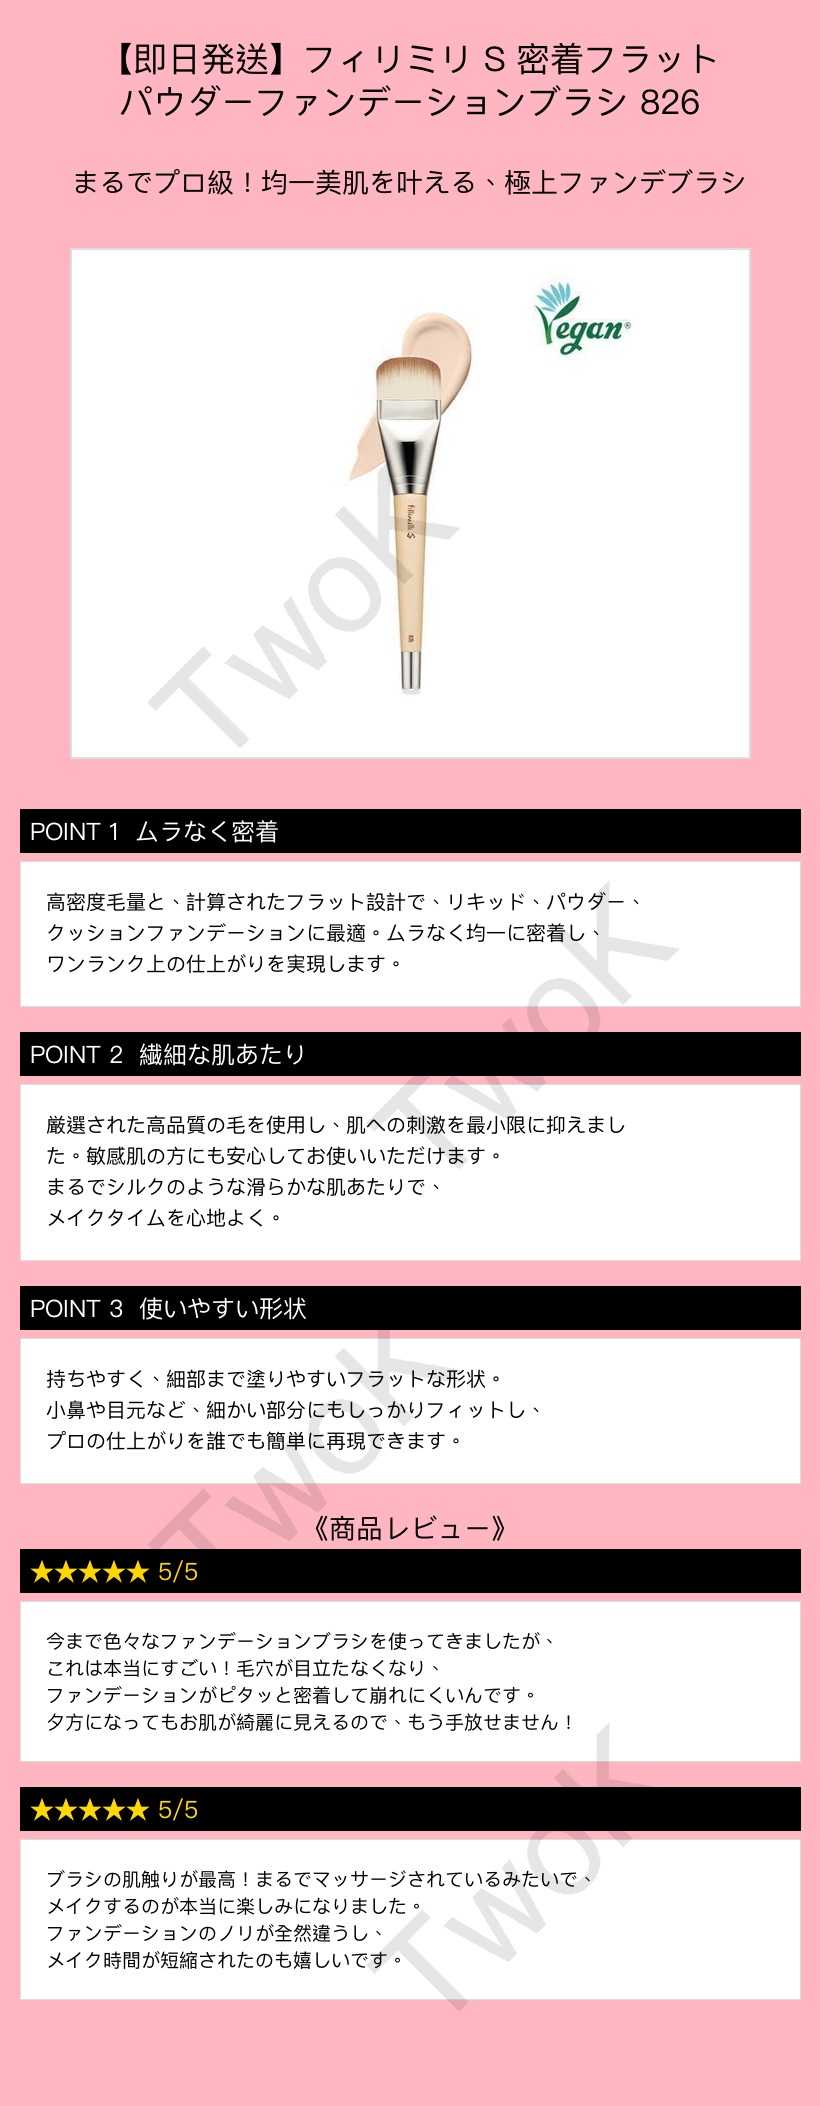 【即日発送】フィリミリ S 密着フラット
パウダーファンデーションブラシ 826
まるでプロ級！均一美肌を叶える、極上ファンデブラシ
Vegan®
fillimilli S
826
TwoK
POINT 1 ムラなく密着
高密度毛量と、計算されたフラット設計で、リキッド、パウダー、
クッションファンデーションに最適。ムラなく均一に密着し、
ワンランク上の仕上がりを実現します。
TwoK
POINT 2 繊細な肌あたり
厳選された高品質の毛を使用し、肌への刺激を最小限に抑えまし
た。敏感肌の方にも安心してお使いいただけます。
まるでシルクのような滑らかな肌あたりで、
メイクタイムを心地よく。
POINT 3 使いやすい形状
持ちやすく、細部まで塗りやすいフラットな形状。
小鼻や目元など、細かい部分にもしっかりフィットし、
プロの仕上がりを誰でも簡単に再現できます。
TwoK
《商品レビュー》
★★★★★ 5/5
今まで色々なファンデーションブラシを使ってきましたが、
これは本当にすごい！毛穴が目立たなくなり、
ファンデーションがピタッと密着して崩れにくいんです。
夕方になってもお肌が綺麗に見えるので、もう手放せません！
★★★★★ 5/5
ブラシの肌触りが最高！まるでマッサージされているみたいで、
メイクするのが本当に楽しみになりました。
ファンデーションのノリが全然違うし、
メイク時間が短縮されたのも嬉しいです。
TwoK